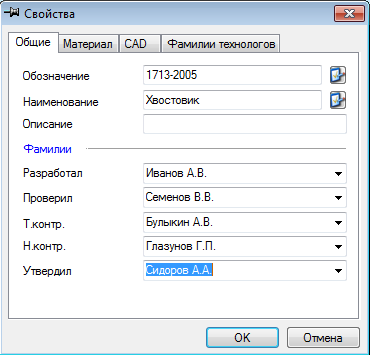 Свойства
Общие Материал CAD Фамилии технологов
Обозначение 1713-2005
Наименование Хвостовик
Описание
Фамилии
Разработал Иванов А.В.
Проверил Семенов В.В.
Т.контр. Булыкин А.В.
Н.контр. Глазунов Г.П.
Утвердил Сидоров А.А.
OK Отмена